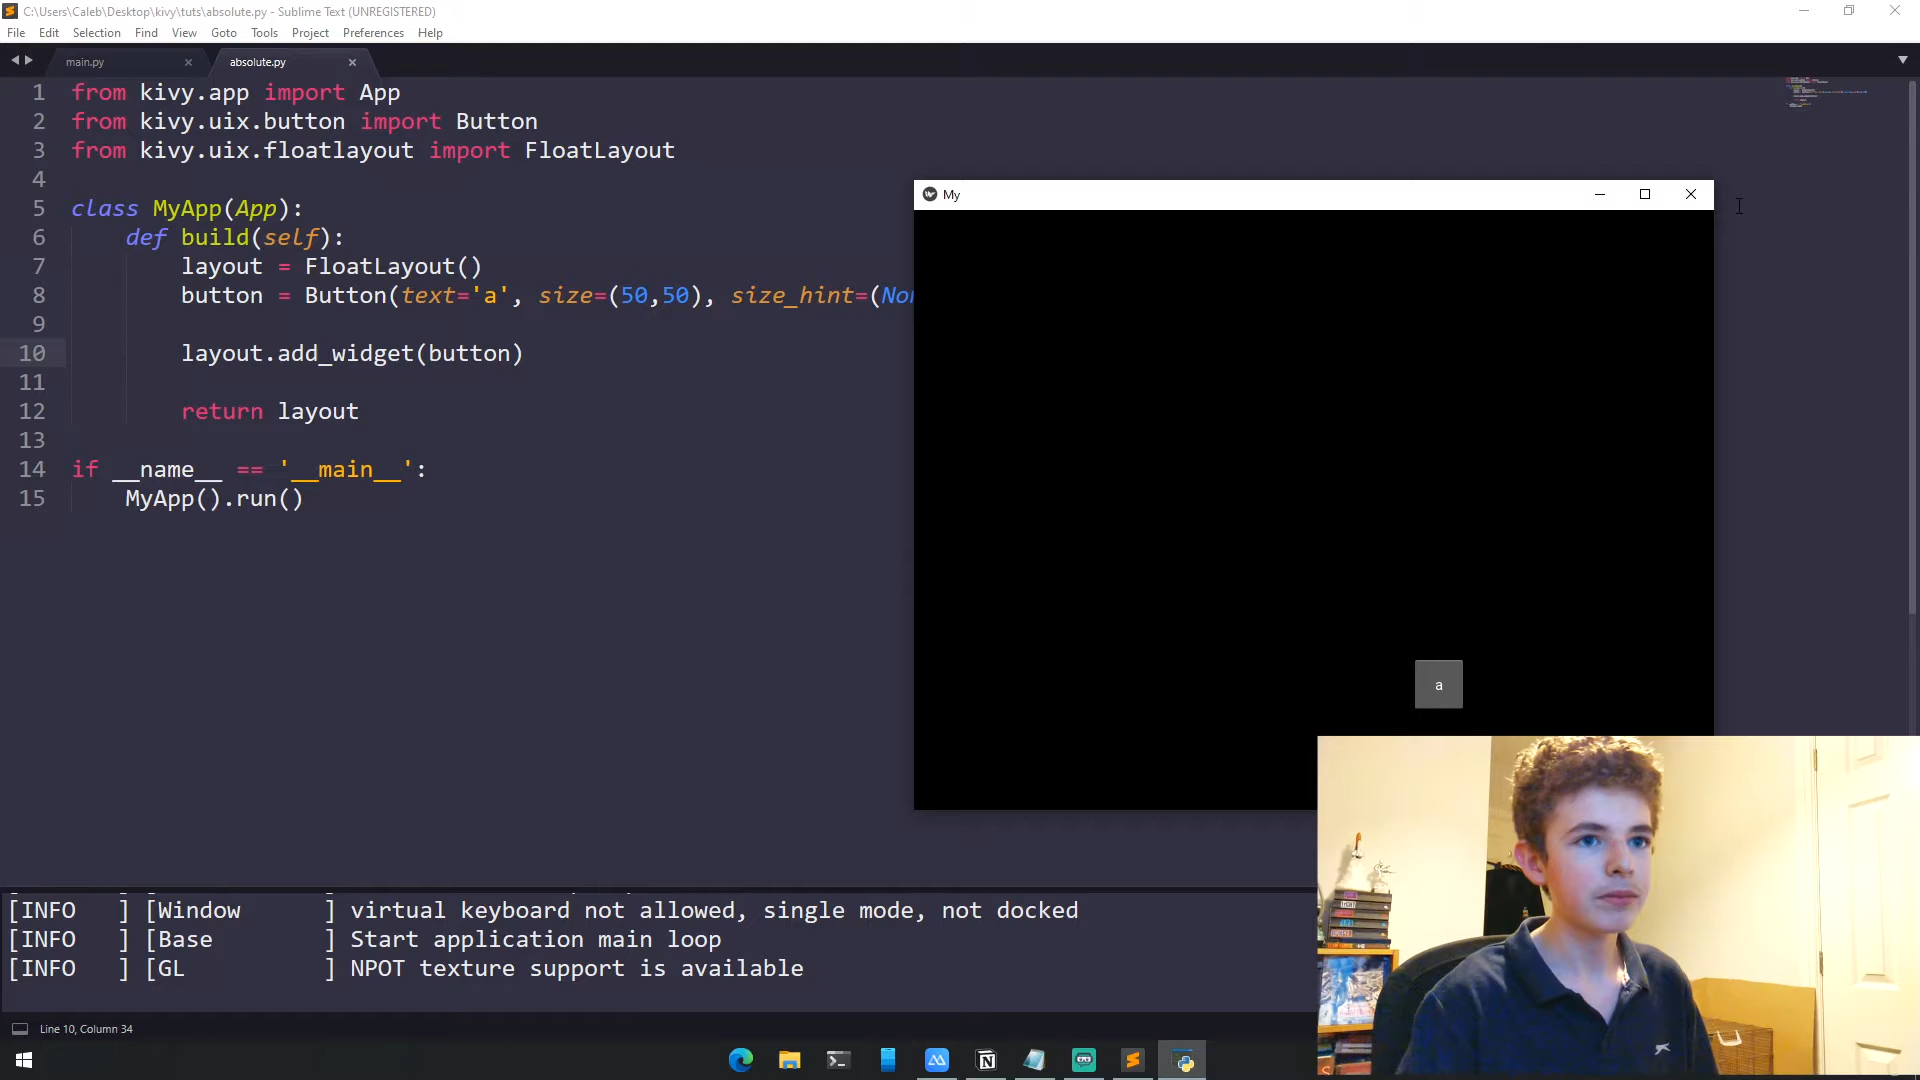 C:\Users\Caleb\Desktop\kivy\tuts\absolute.py - Sublime Text (UNREGISTERED)
File Edit Selection Find View Goto Tools Project Preferences Help
main.py absolute.py
1 from kivy.app import App
2 from kivy.uix.button import Button
3 from kivy.uix.floatlayout import FloatLayout
4
5 class MyApp(App):
6 def build(self):
7 layout = FloatLayout()
8 button = Button(text='a', size=(50,50), size_hint=(No
9
10 layout.add_widget(button)
11
12 return layout
13
14 if __name__ == '__main__':
15 MyApp().run()
My
a
[INFO ] [Window ] virtual keyboard not allowed, single mode, not docked
[INFO ] [Base ] Start application main loop
[INFO ] [GL ] NPOT texture support is available
Line 10, Column 34